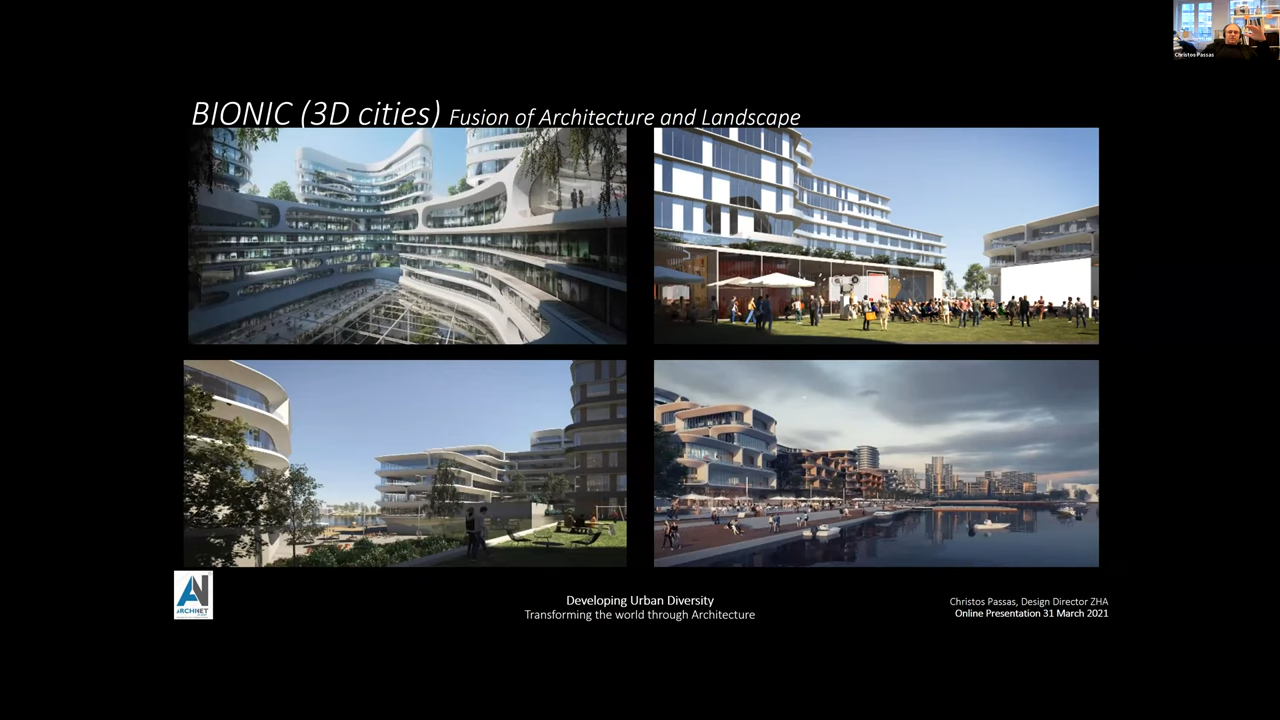 Christos Passas
BIONIC (3D cities) Fusion of Architecture and Landscape
ARCHNET
Developing Urban Diversity
Transforming the world through Architecture
Christos Passas, Design Director ZHA
Online Presentation 31 March 2021